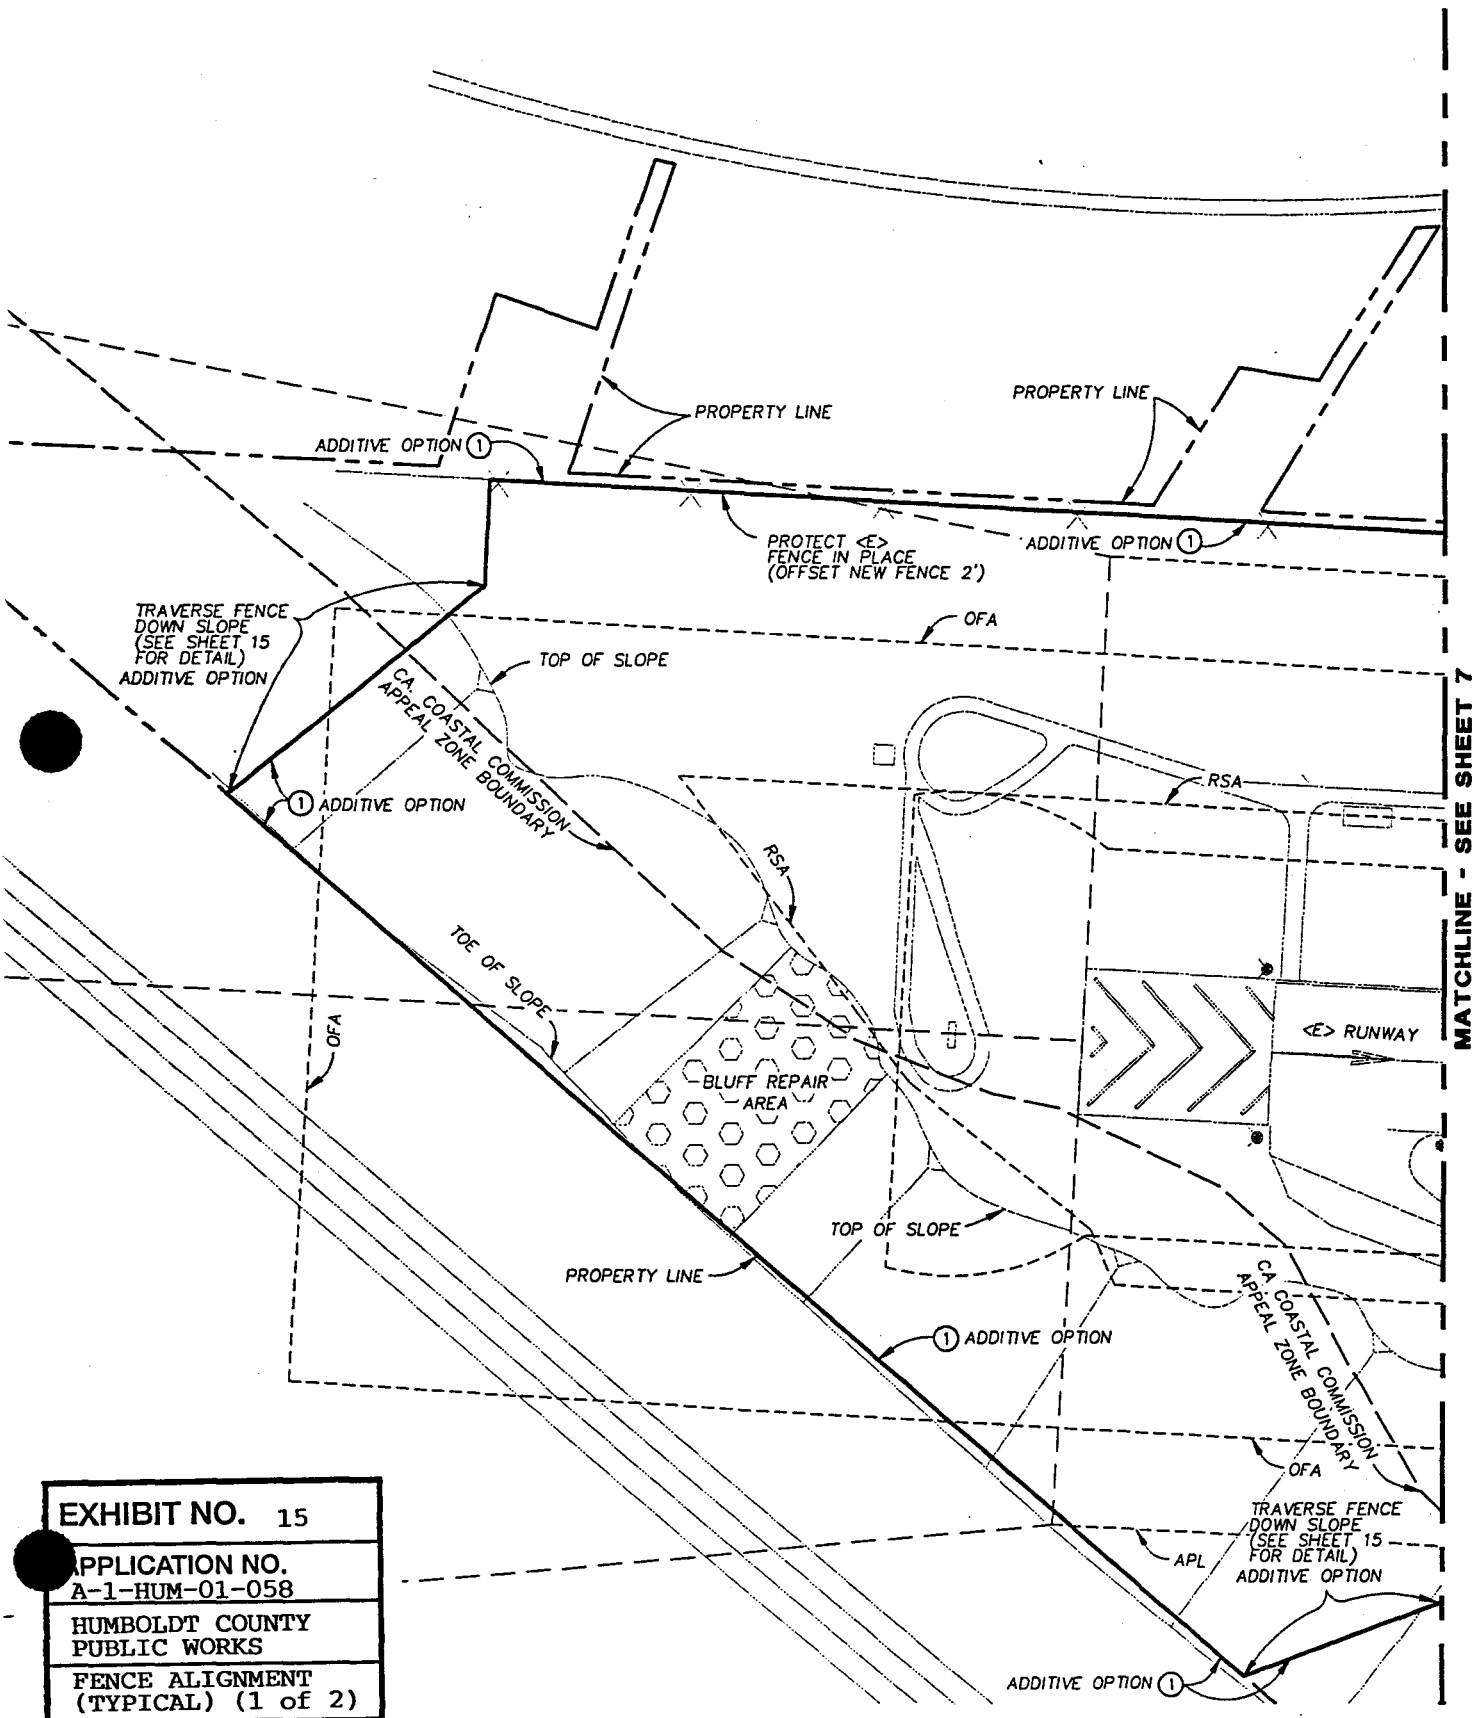 PROPERTY LINE
PROPERTY LINE
ADDITIVE OPTION 1
PROTECT <E>
FENCE IN PLACE
(OFFSET NEW FENCE 2')
ADDITIVE OPTION 1
TRAVERSE FENCE
DOWN SLOPE
(SEE SHEET 15
FOR DETAIL)
ADDITIVE OPTION
OFA
TOP OF SLOPE
CA. COASTAL COMMISSION
APPEAL ZONE BOUNDARY
MATCHLINE - SEE SHEET 7
RSA
1 ADDITIVE OPTION
RSA
TOE OF SLOPE
OFA
<E> RUNWAY
BLUFF REPAIR
AREA
TOP OF SLOPE
PROPERTY LINE
CA. COASTAL COMMISSION
APPEAL ZONE BOUNDARY
1 ADDITIVE OPTION
OFA
TRAVERSE FENCE
DOWN SLOPE
(SEE SHEET 15
FOR DETAIL)
ADDITIVE OPTION
APL
ADDITIVE OPTION 1
EXHIBIT NO. 15
APPLICATION NO.
A-1-HUM-01-058
HUMBOLDT COUNTY
PUBLIC WORKS
FENCE ALIGNMENT
(TYPICAL) (1 of 2)